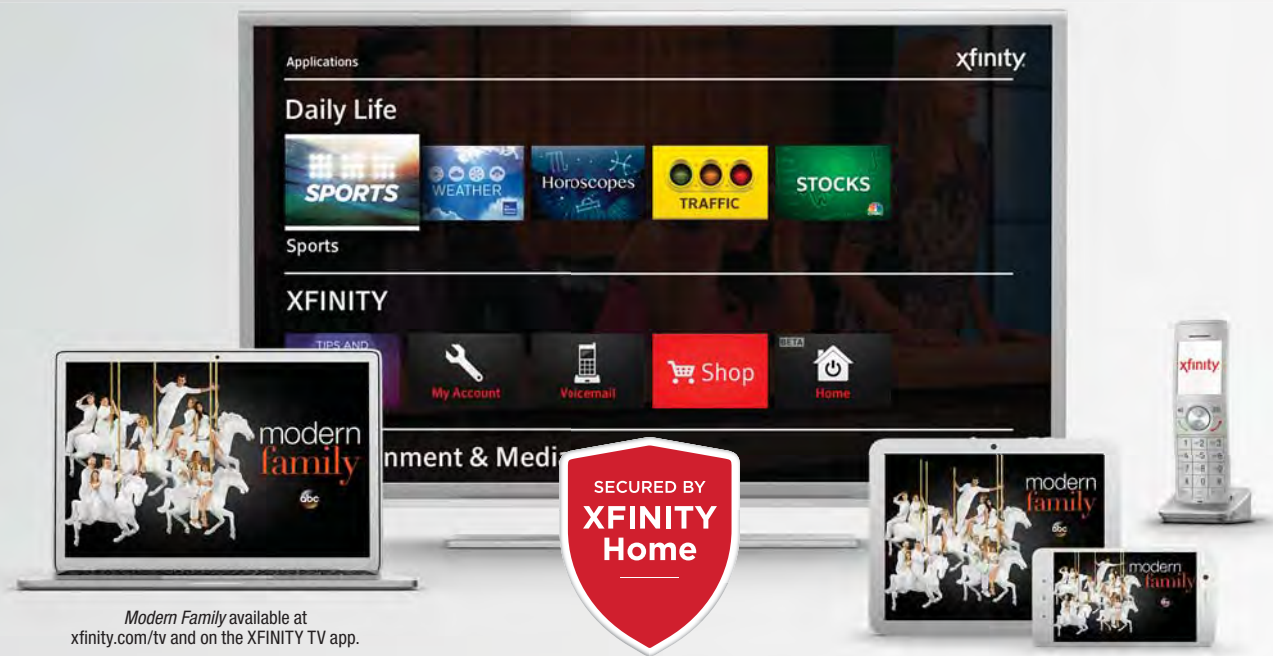 Applications
xfinity
Daily Life
SPORTS
WEATHER
Horoscopes
TRAFFIC
STOCKS
Sports
XFINITY
TIPS AND
My Account
Voicemail
Shop
BETA
Home
nment & Media
modern
family
abc
SECURED BY
XFINITY
Home
modern
family
abc
modern
family
xfinity
Modern Family available at
xfinity.com/tv and on the XFINITY TV app.